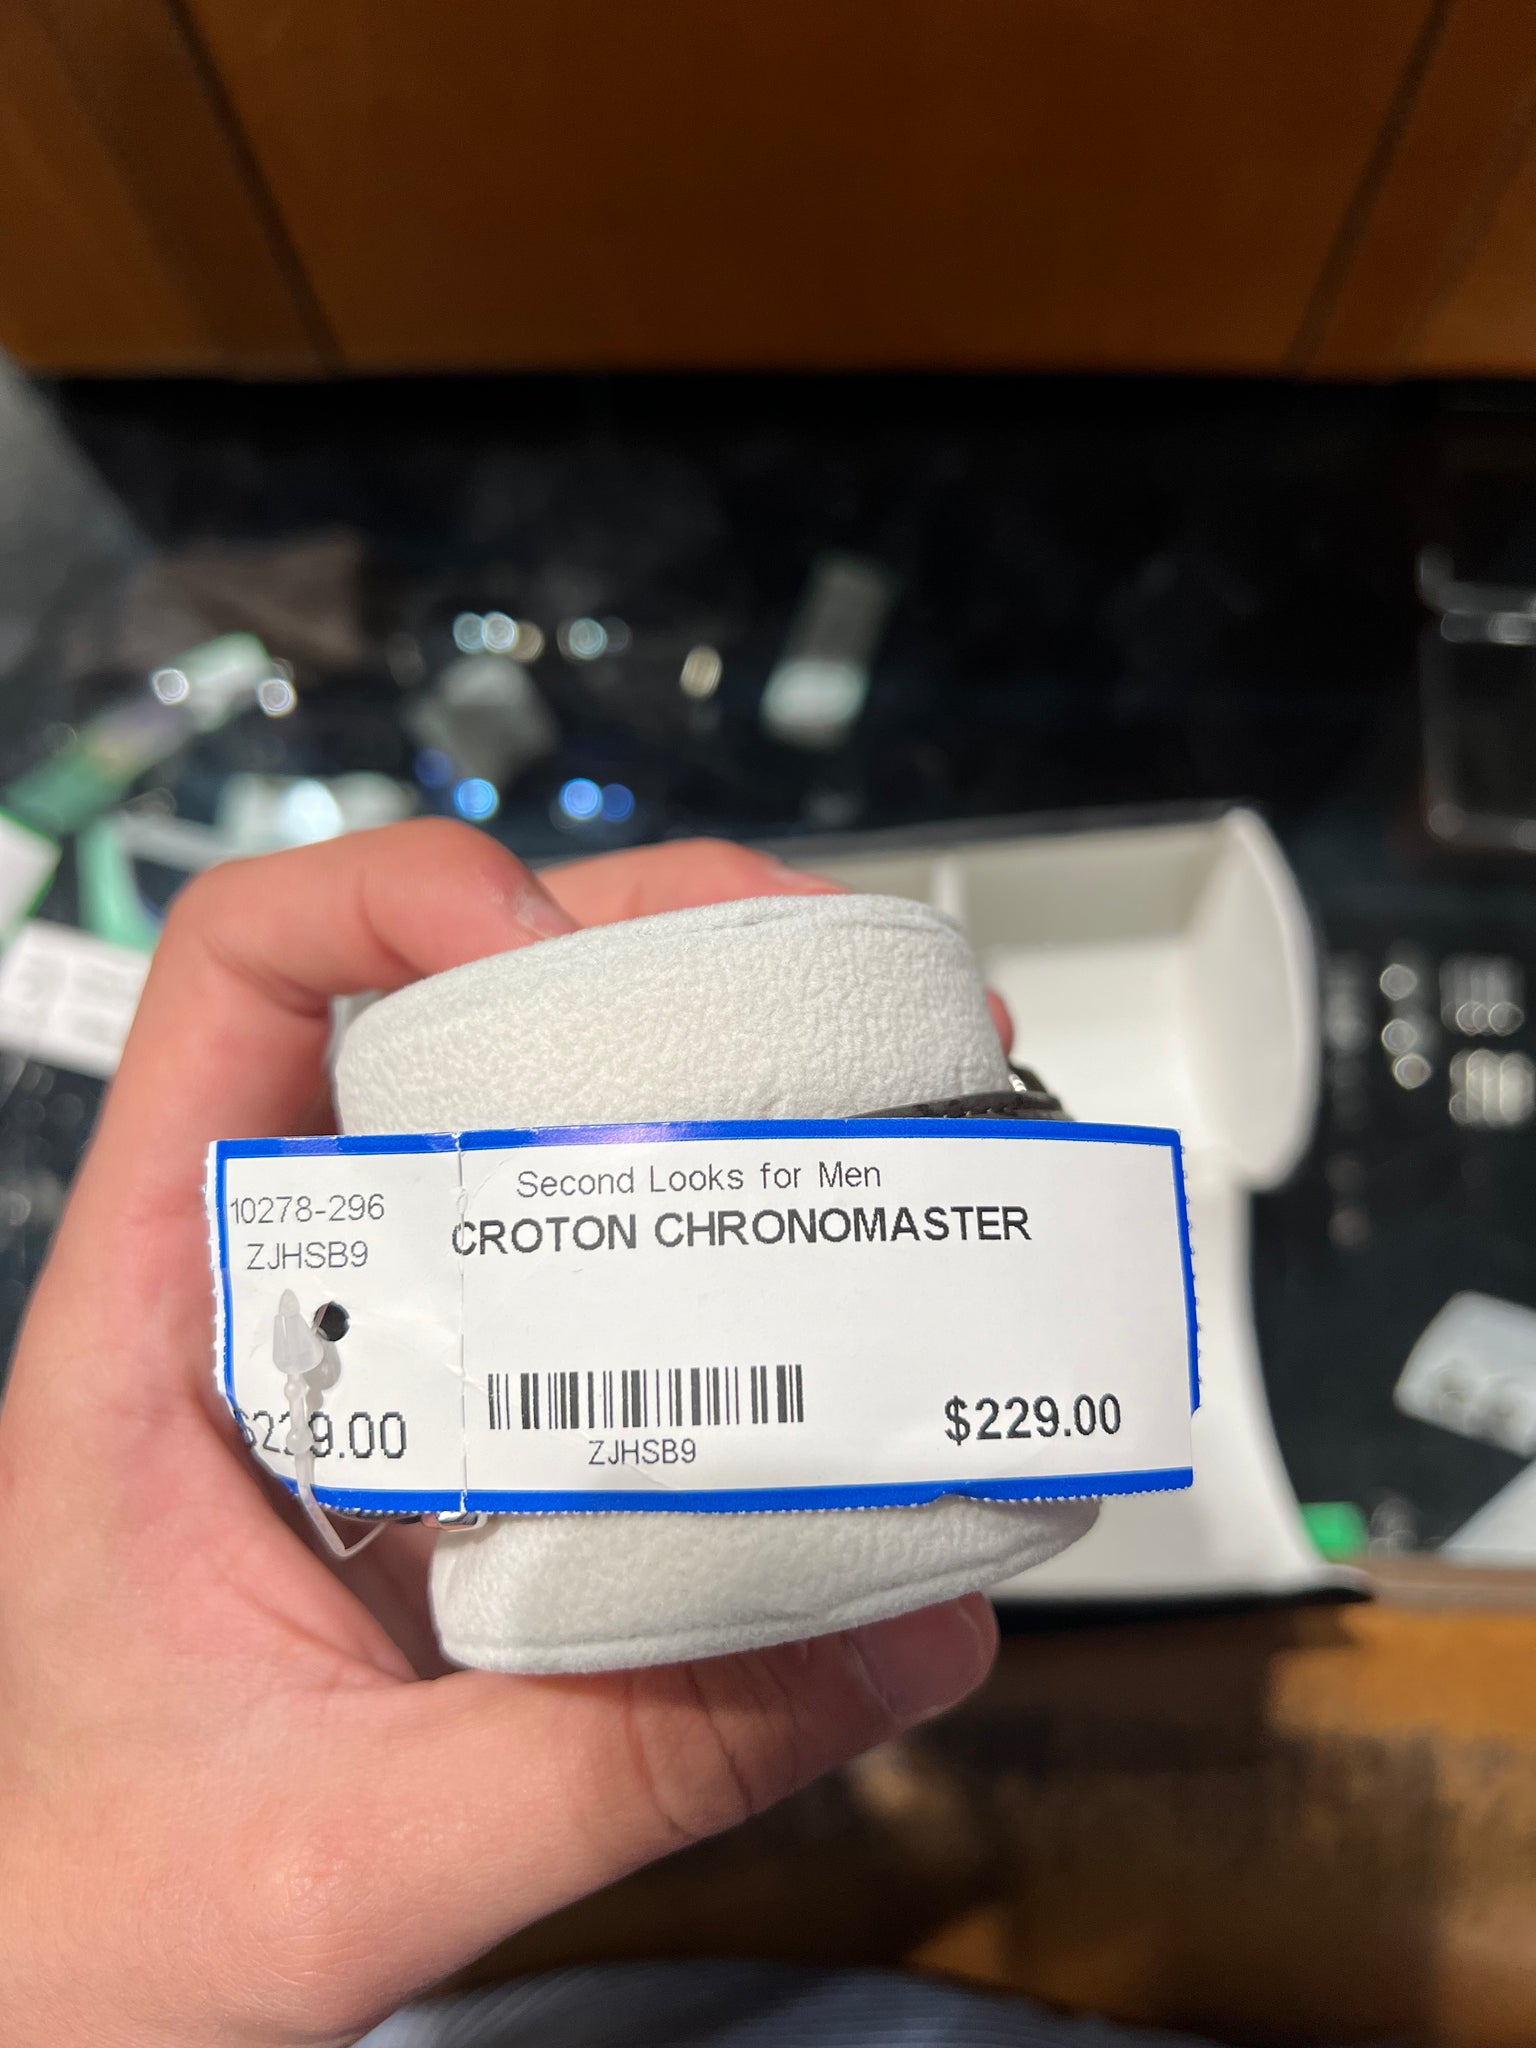 10278-296
ZJHSB9
$229.00
Second Looks for Men
CROTON CHRONOMASTER
ZJHSB9
$229.00